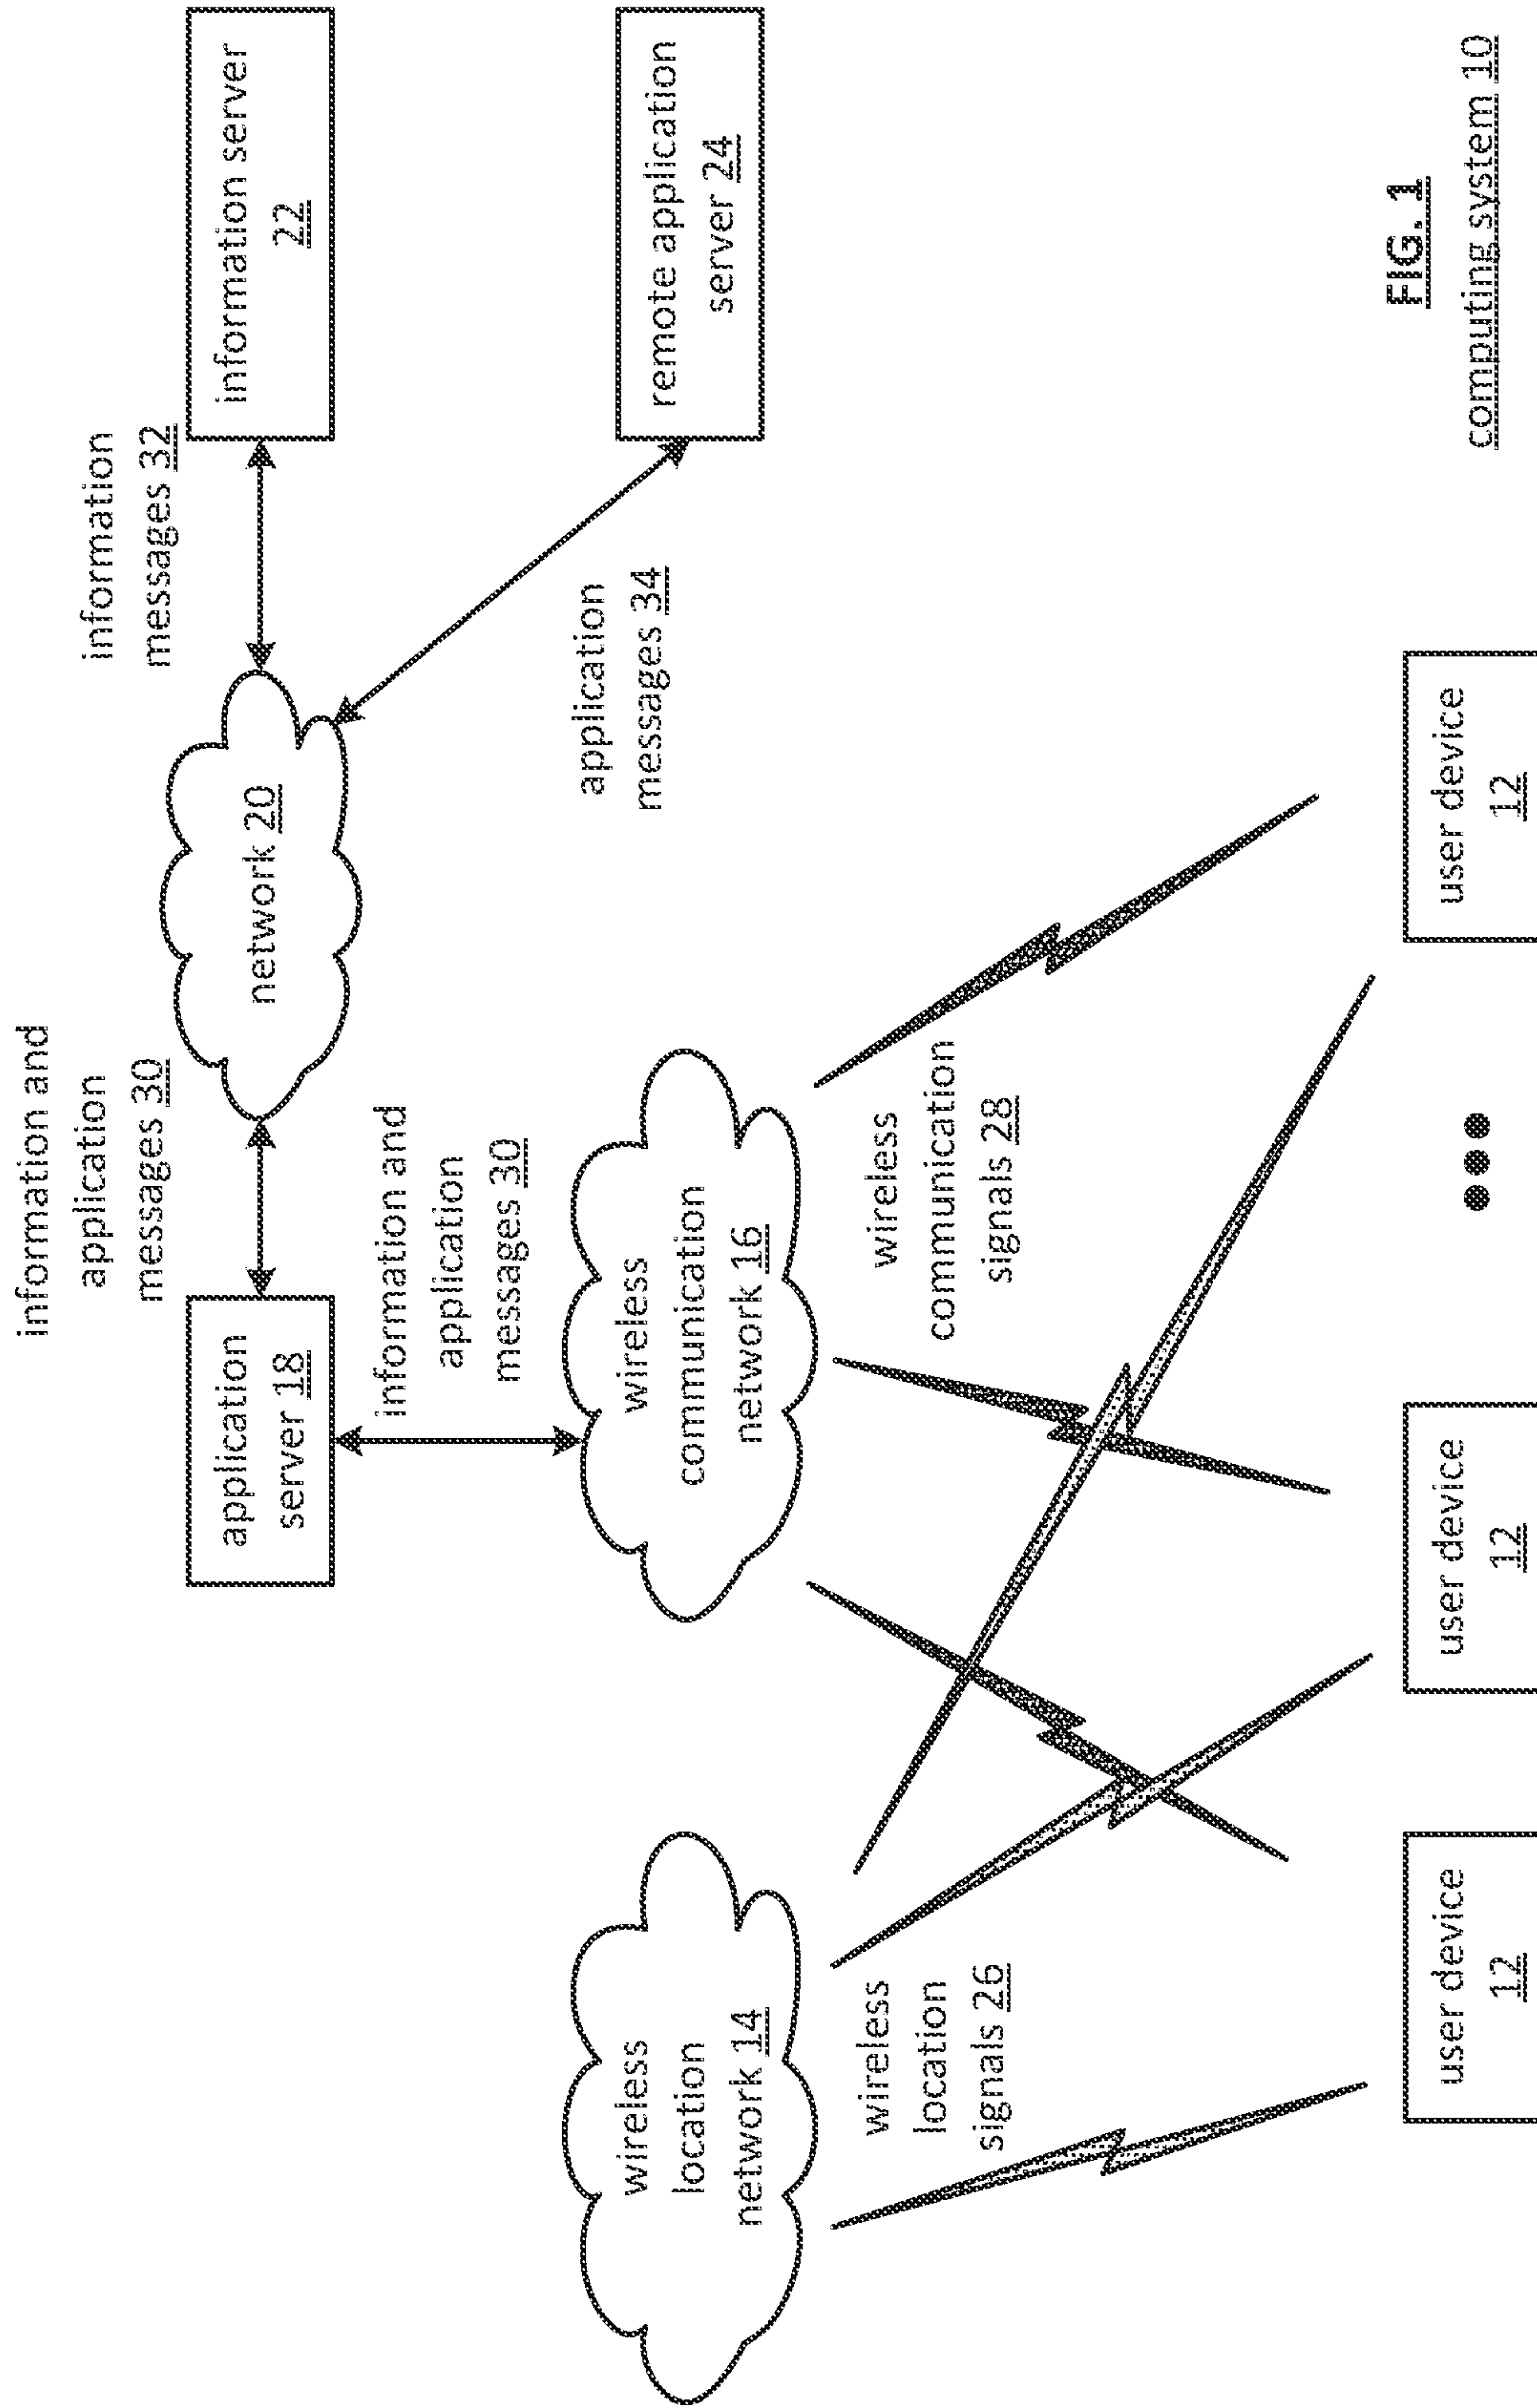 information and
application
messages 30
information
messages 32
application
server 18
network 20
information server
22
information and
application
messages 30
application
messages 34
remote application
server 24
wireless
location
network 14
wireless
communication
network 16
wireless
location
signals 26
wireless
communication
signals 28
user device
12
user device
12
user device
12
FIG. 1
computing system 10